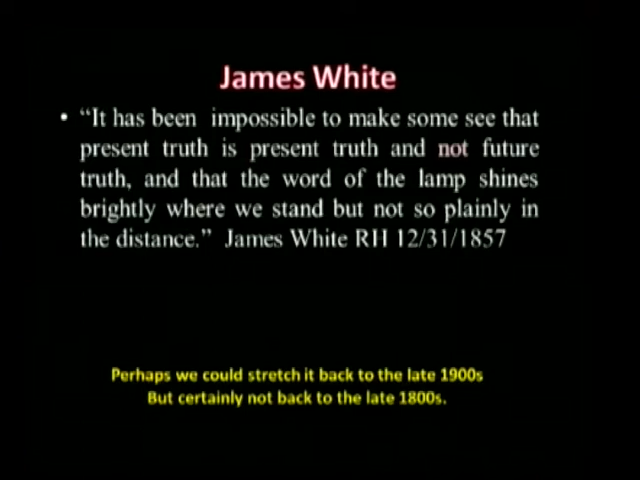 James White
• “It has been impossible to make some see that
present truth is present truth and not future
truth, and that the word of the lamp shines
brightly where we stand but not so plainly in
the distance.” James White RH 12/31/1857
Perhaps we could stretch it back to the late 1900s
But certainly not back to the late 1800s.